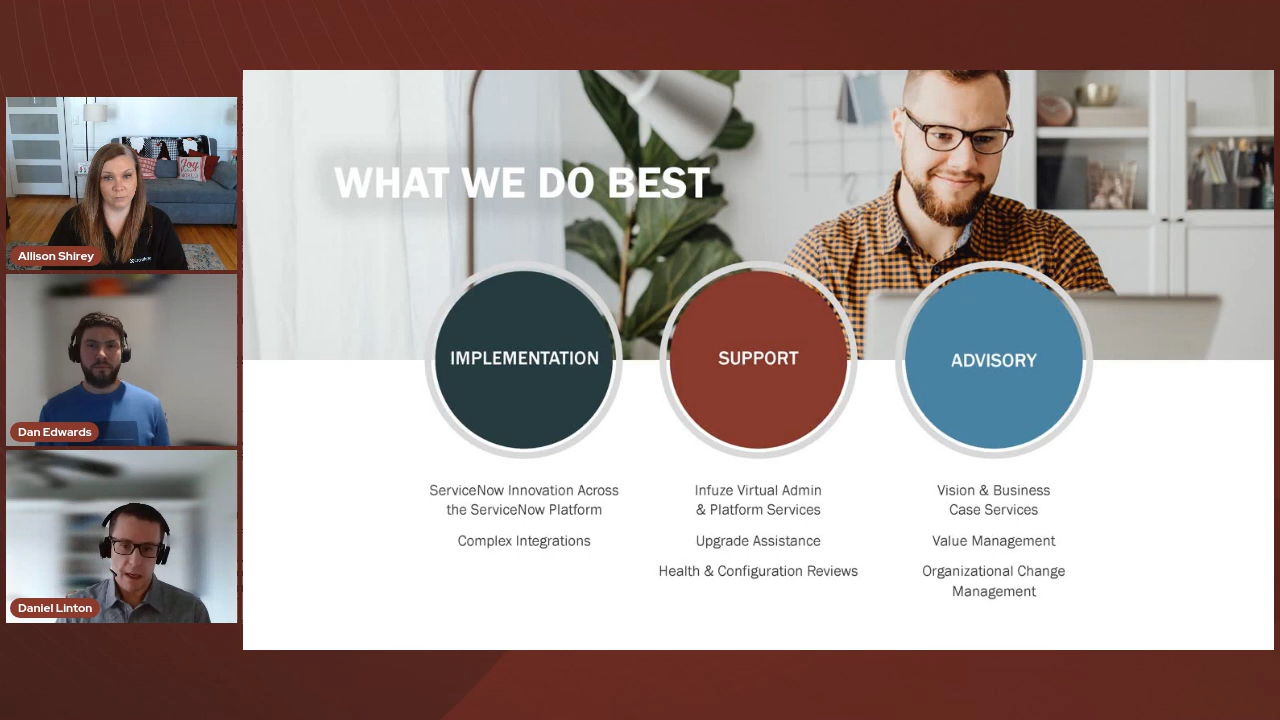 WHAT WE DO BEST
IMPLEMENTATION
SUPPORT
ADVISORY
ServiceNow Innovation Across
the ServiceNow Platform
Complex Integrations
Infuze Virtual Admin
& Platform Services
Upgrade Assistance
Health & Configuration Reviews
Vision & Business
Case Services
Value Management
Organizational Change
Management
Joy
Allison Shirey
Dan Edwards
Daniel Linton